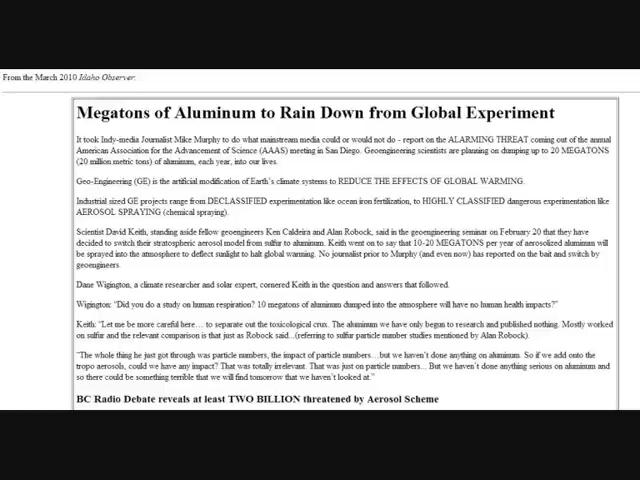 From the March 2010 Idaho Observer:
Megatons of Aluminum to Rain Down from Global Experiment
It took Indy-media Journalist Mike Murphy to do what mainstream media could or would not do - report on the ALARMING THREAT coming out of the annual
American Association for the Advancement of Science (AAAS) meeting in San Diego. Geoengineering scientists are planning on dumping up to 20 MEGATONS
(20 million metric tons) of aluminum, each year, into our lives.
Geo-Engineering (GE) is the artificial modification of Earth's climate systems to REDUCE THE EFFECTS OF GLOBAL WARMING.
Industrial sized GE projects range from DECLASSIFIED experimentation like ocean iron fertilization, to HIGHLY CLASSIFIED dangerous experimentation like
AEROSOL SPRAYING (chemical spraying).
Scientist David Keith, standing aside fellow geoengineers Ken Caldeira and Alan Robock, said in the geoengineering seminar on February 20 that they have
decided to switch their stratospheric aerosol model from sulfur to aluminum. Keith went on to say that 10-20 MEGATONS per year of aerosolized aluminum will
be sprayed into the atmosphere to deflect sunlight to halt global warming. No journalist prior to Murphy (and even now) has reported on the bait and switch by
geoengineers.
Dane Wigington, a climate researcher and solar expert, cornered Keith in the question and answers that followed.
Wigington: "Did you do a study on human respiration? 10 megatons of aluminum dumped into the atmosphere will have no human health impacts?"
Keith: "Let me be more careful here… to separate out the toxicological crux. The aluminum we have only begun to research and published nothing. Mostly worked
on sulfur and the relevant comparison is that just as Robock said...(referring to sulfur particle number studies mentioned by Alan Robock).
"The whole thing he just got through was particle numbers, the impact of particle numbers…but we haven't done anything on aluminum. So if we add onto the
tropo aerosols, could we have any impact? That was totally irrelevant. That was just on particle numbers... But we haven't done anything serious on aluminum and
so there could be something terrible that we will find tomorrow that we haven't looked at."
BC Radio Debate reveals at least TWO BILLION threatened by Aerosol Scheme